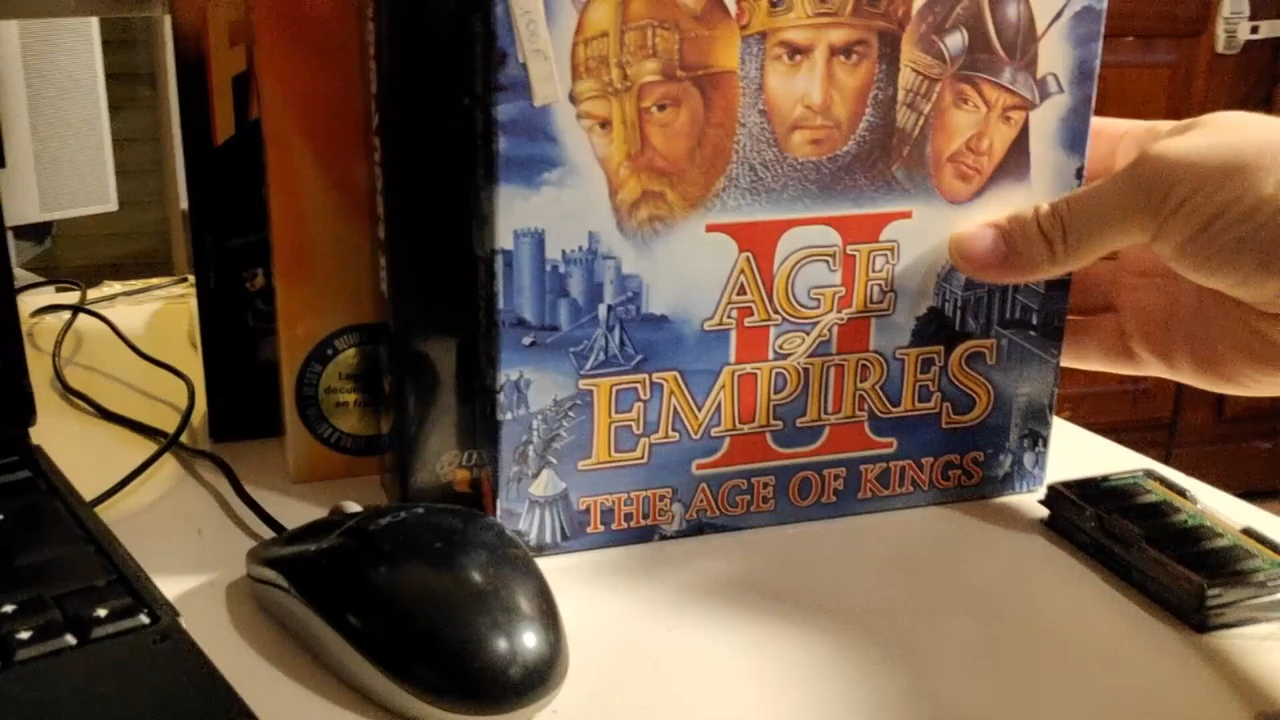 II
AGE
of
EMPIRES
THE AGE OF KINGS